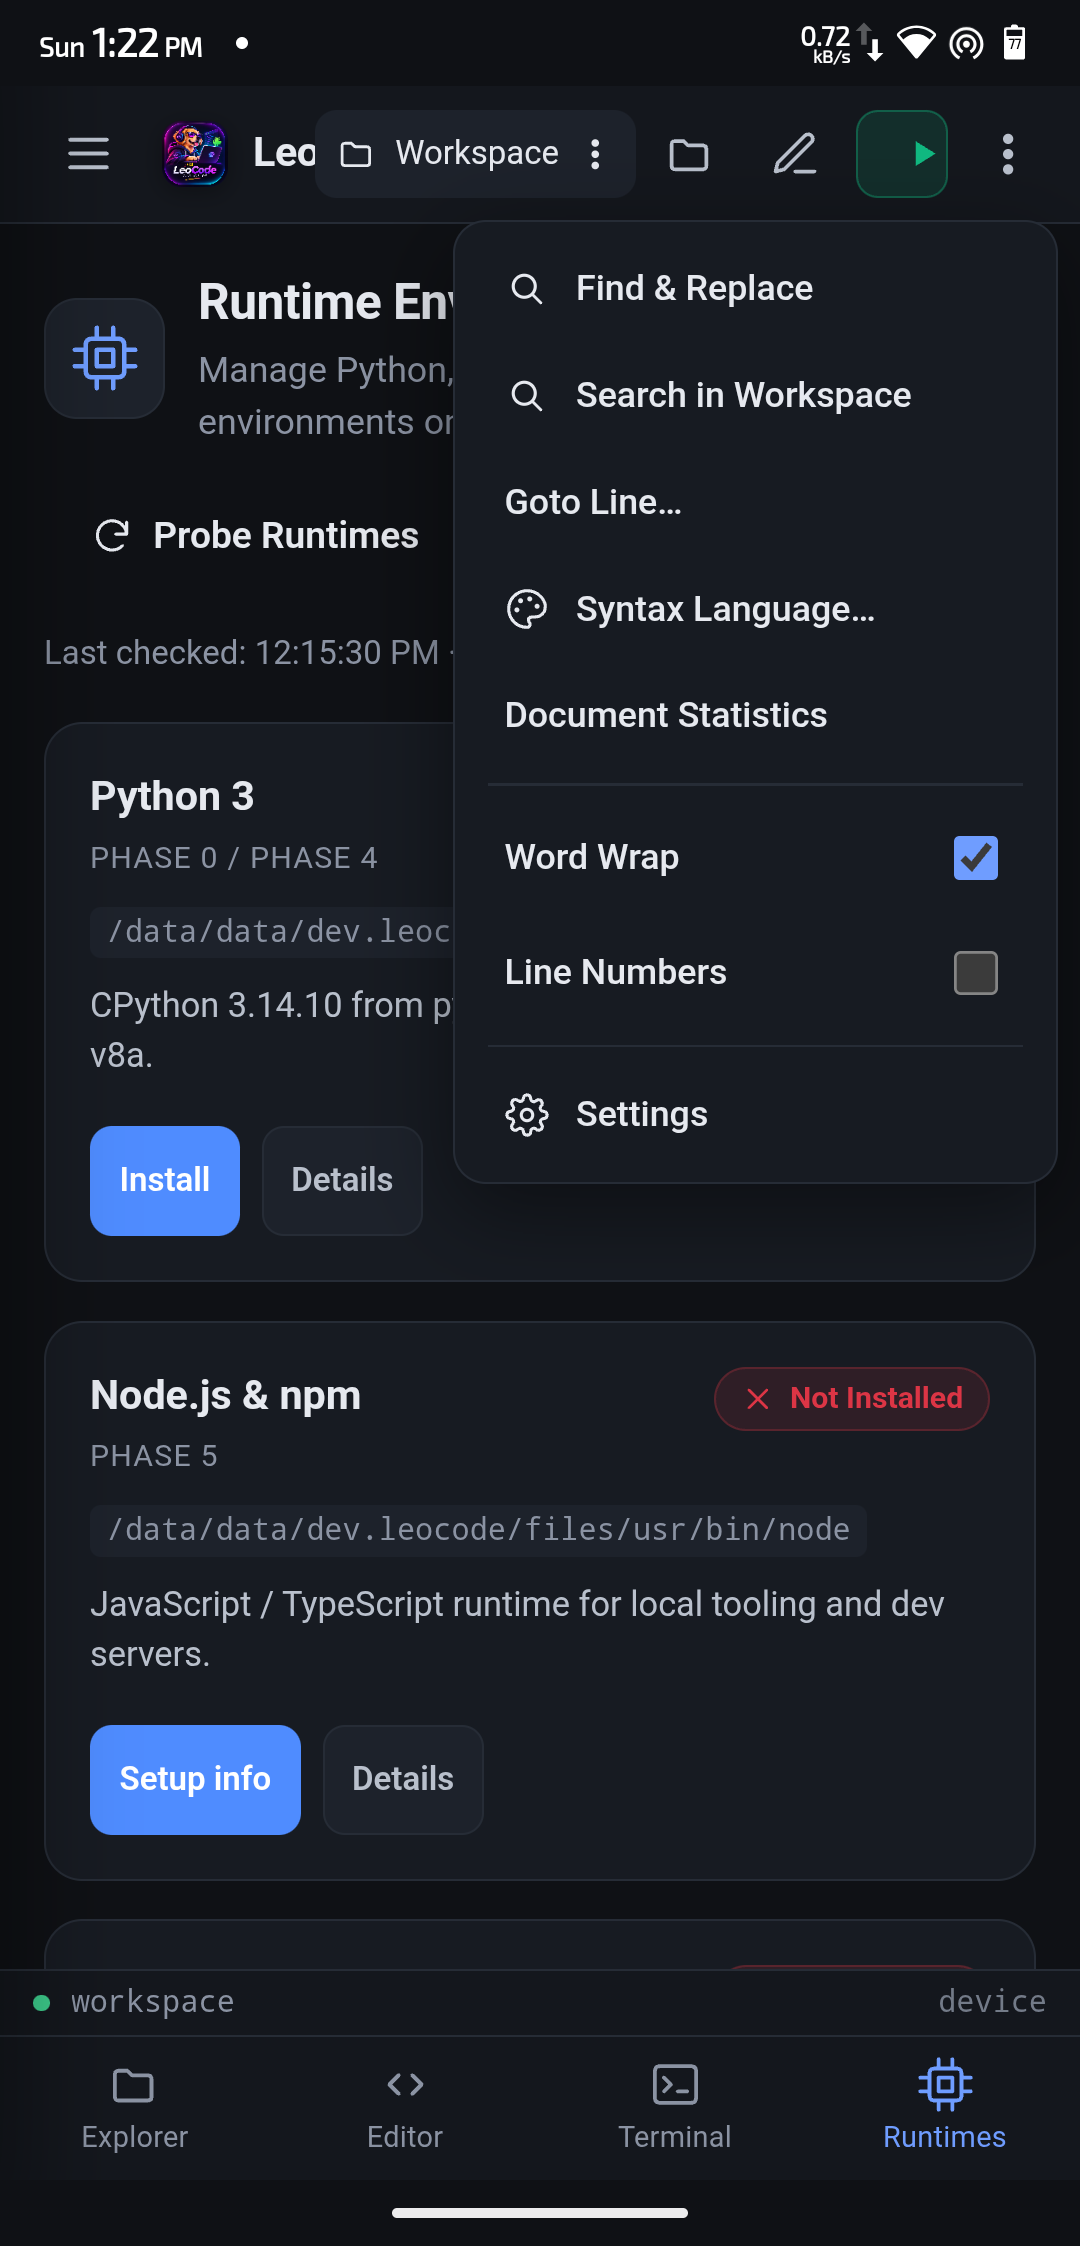 Sun 1:22 PM
0.72
kB/s
77
LeoCode
Leo
Workspace
Find & Replace
Search in Workspace
Goto Line...
Syntax Language...
Document Statistics
Word Wrap
Line Numbers
Settings
Runtime Env
Manage Python,
environments or
Probe Runtimes
Last checked: 12:15:30 PM ·
Python 3
PHASE 0 / PHASE 4
/data/data/dev.leoc
CPython 3.14.10 from py
v8a.
Install
Details
Node.js & npm
Not Installed
PHASE 5
/data/data/dev.leocode/files/usr/bin/node
JavaScript / TypeScript runtime for local tooling and dev
servers.
Setup info
Details
workspace
device
Explorer
Editor
Terminal
Runtimes